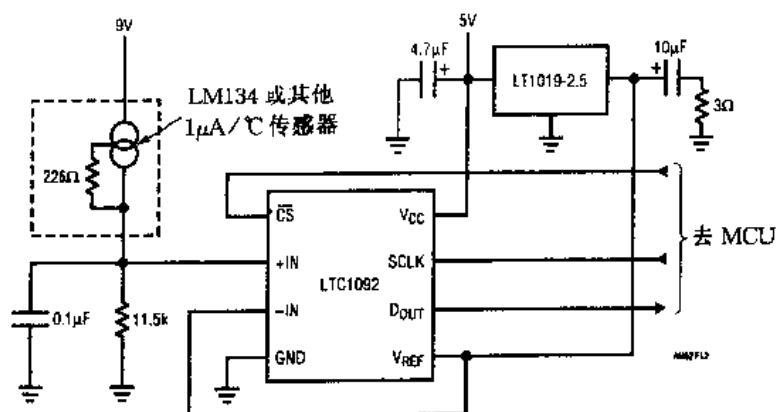 9V
5V
4.7μF
+
LT1019-2.5
10μF
+
3Ω
LM134 或其他
1μA/℃ 传感器
226Ω
CS
VCC
+IN
SCLK
去 MCU
LTC1092
-IN
DOUT
0.1μF
11.5k
GND
VREF